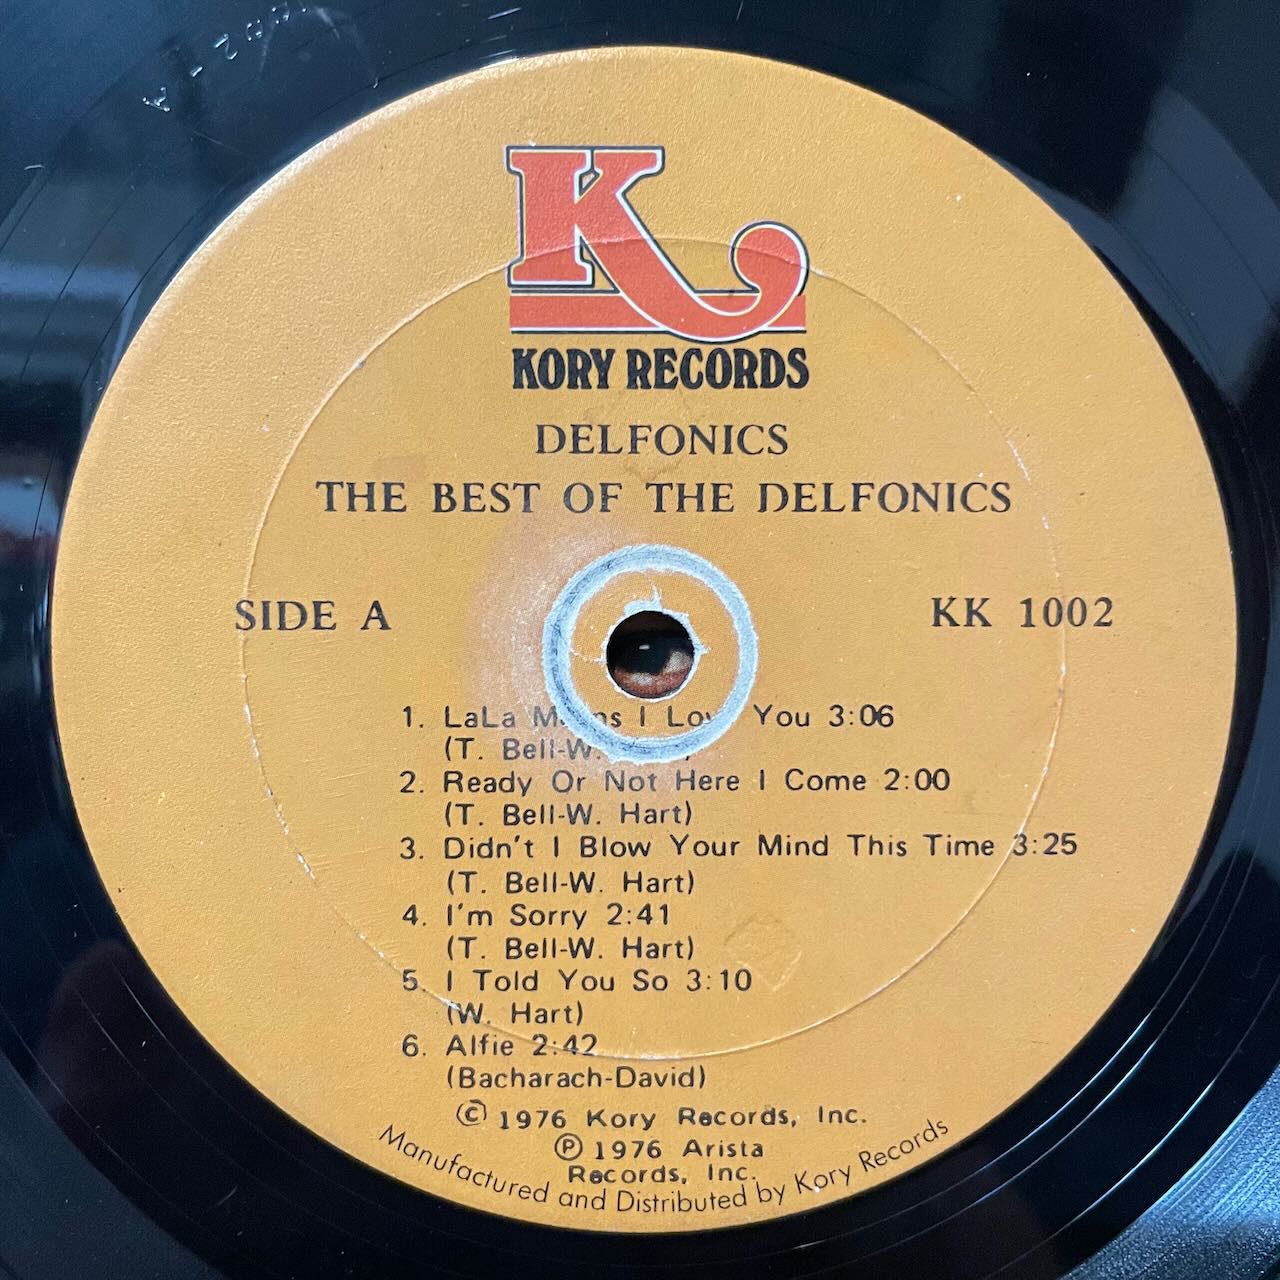 KORY RECORDS
DELFONICS
THE BEST OF THE DELFONICS
SIDE A
KK 1002
1. LaLa I You 3:06
(T. Bell-W.
2. Ready Or Not Here I Come 2:00
(T. Bell-W. Hart)
3. Didn't I Blow Your Mind This Time 3:25
(T. Bell-W. Hart)
4. I'm Sorry 2:41
(T. Bell-W. Hart)
5. I Told You So 3:10
(W. Hart)
6. Alfie 2:42
(Bacharach-David)
© 1976 Kory Records, Inc.
℗ 1976 Arista
Records, Inc.
Manufactured and Distributed by Kory Records